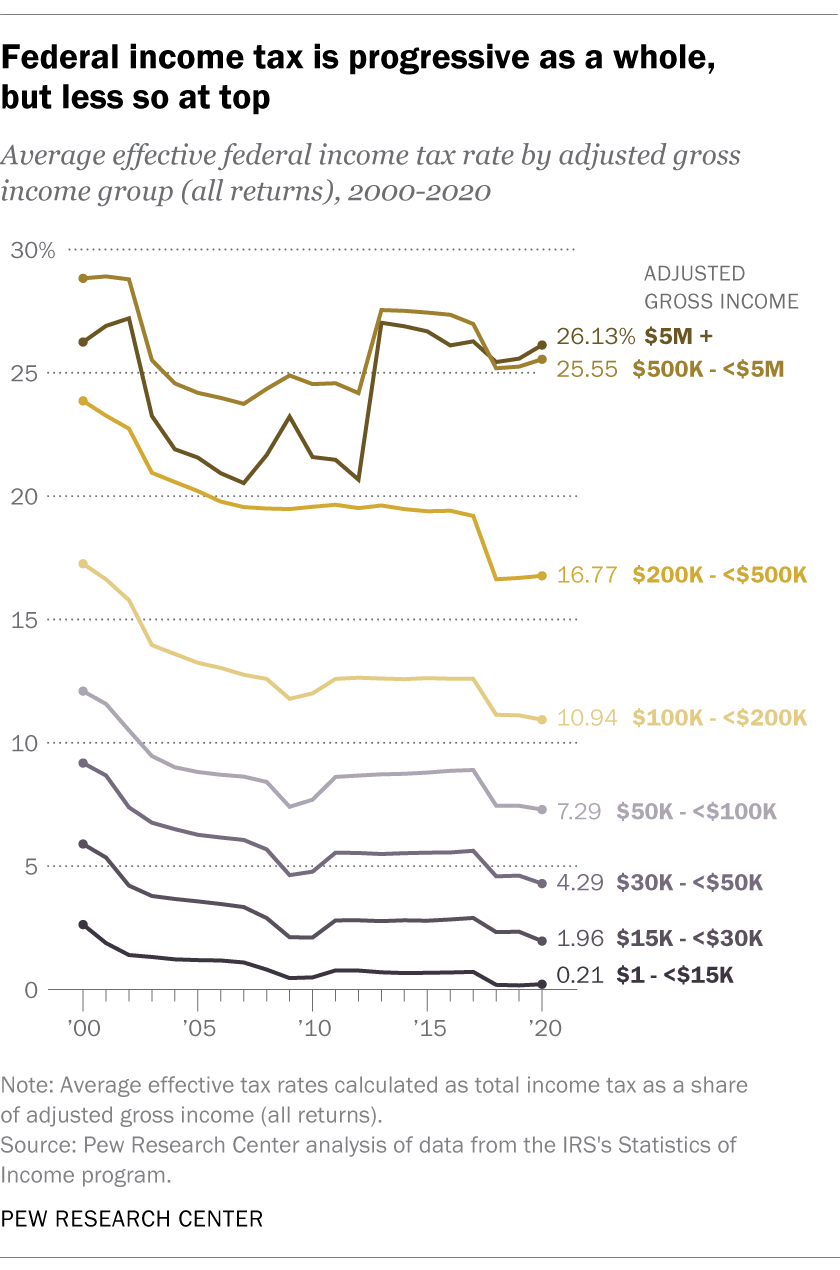 Federal income tax is progressive as a whole,
but less so at top
Average effective federal income tax rate by adjusted gross
income group (all returns), 2000-2020
30%
ADJUSTED
GROSS INCOME
26.13% $5M +
25.55 $500K - <$5M
25
20
16.77 $200K - <$500K
15
10.94 $100K - <$200K
10
7.29 $50K - <$100K
4.29 $30K - <$50K
5
1.96 $15K - <$30K
0.21 $1 - <$15K
0
’00 ’05 ’10 ’15 ’20
Note: Average effective tax rates calculated as total income tax as a share
of adjusted gross income (all returns).
Source: Pew Research Center analysis of data from the IRS's Statistics of
Income program.
PEW RESEARCH CENTER